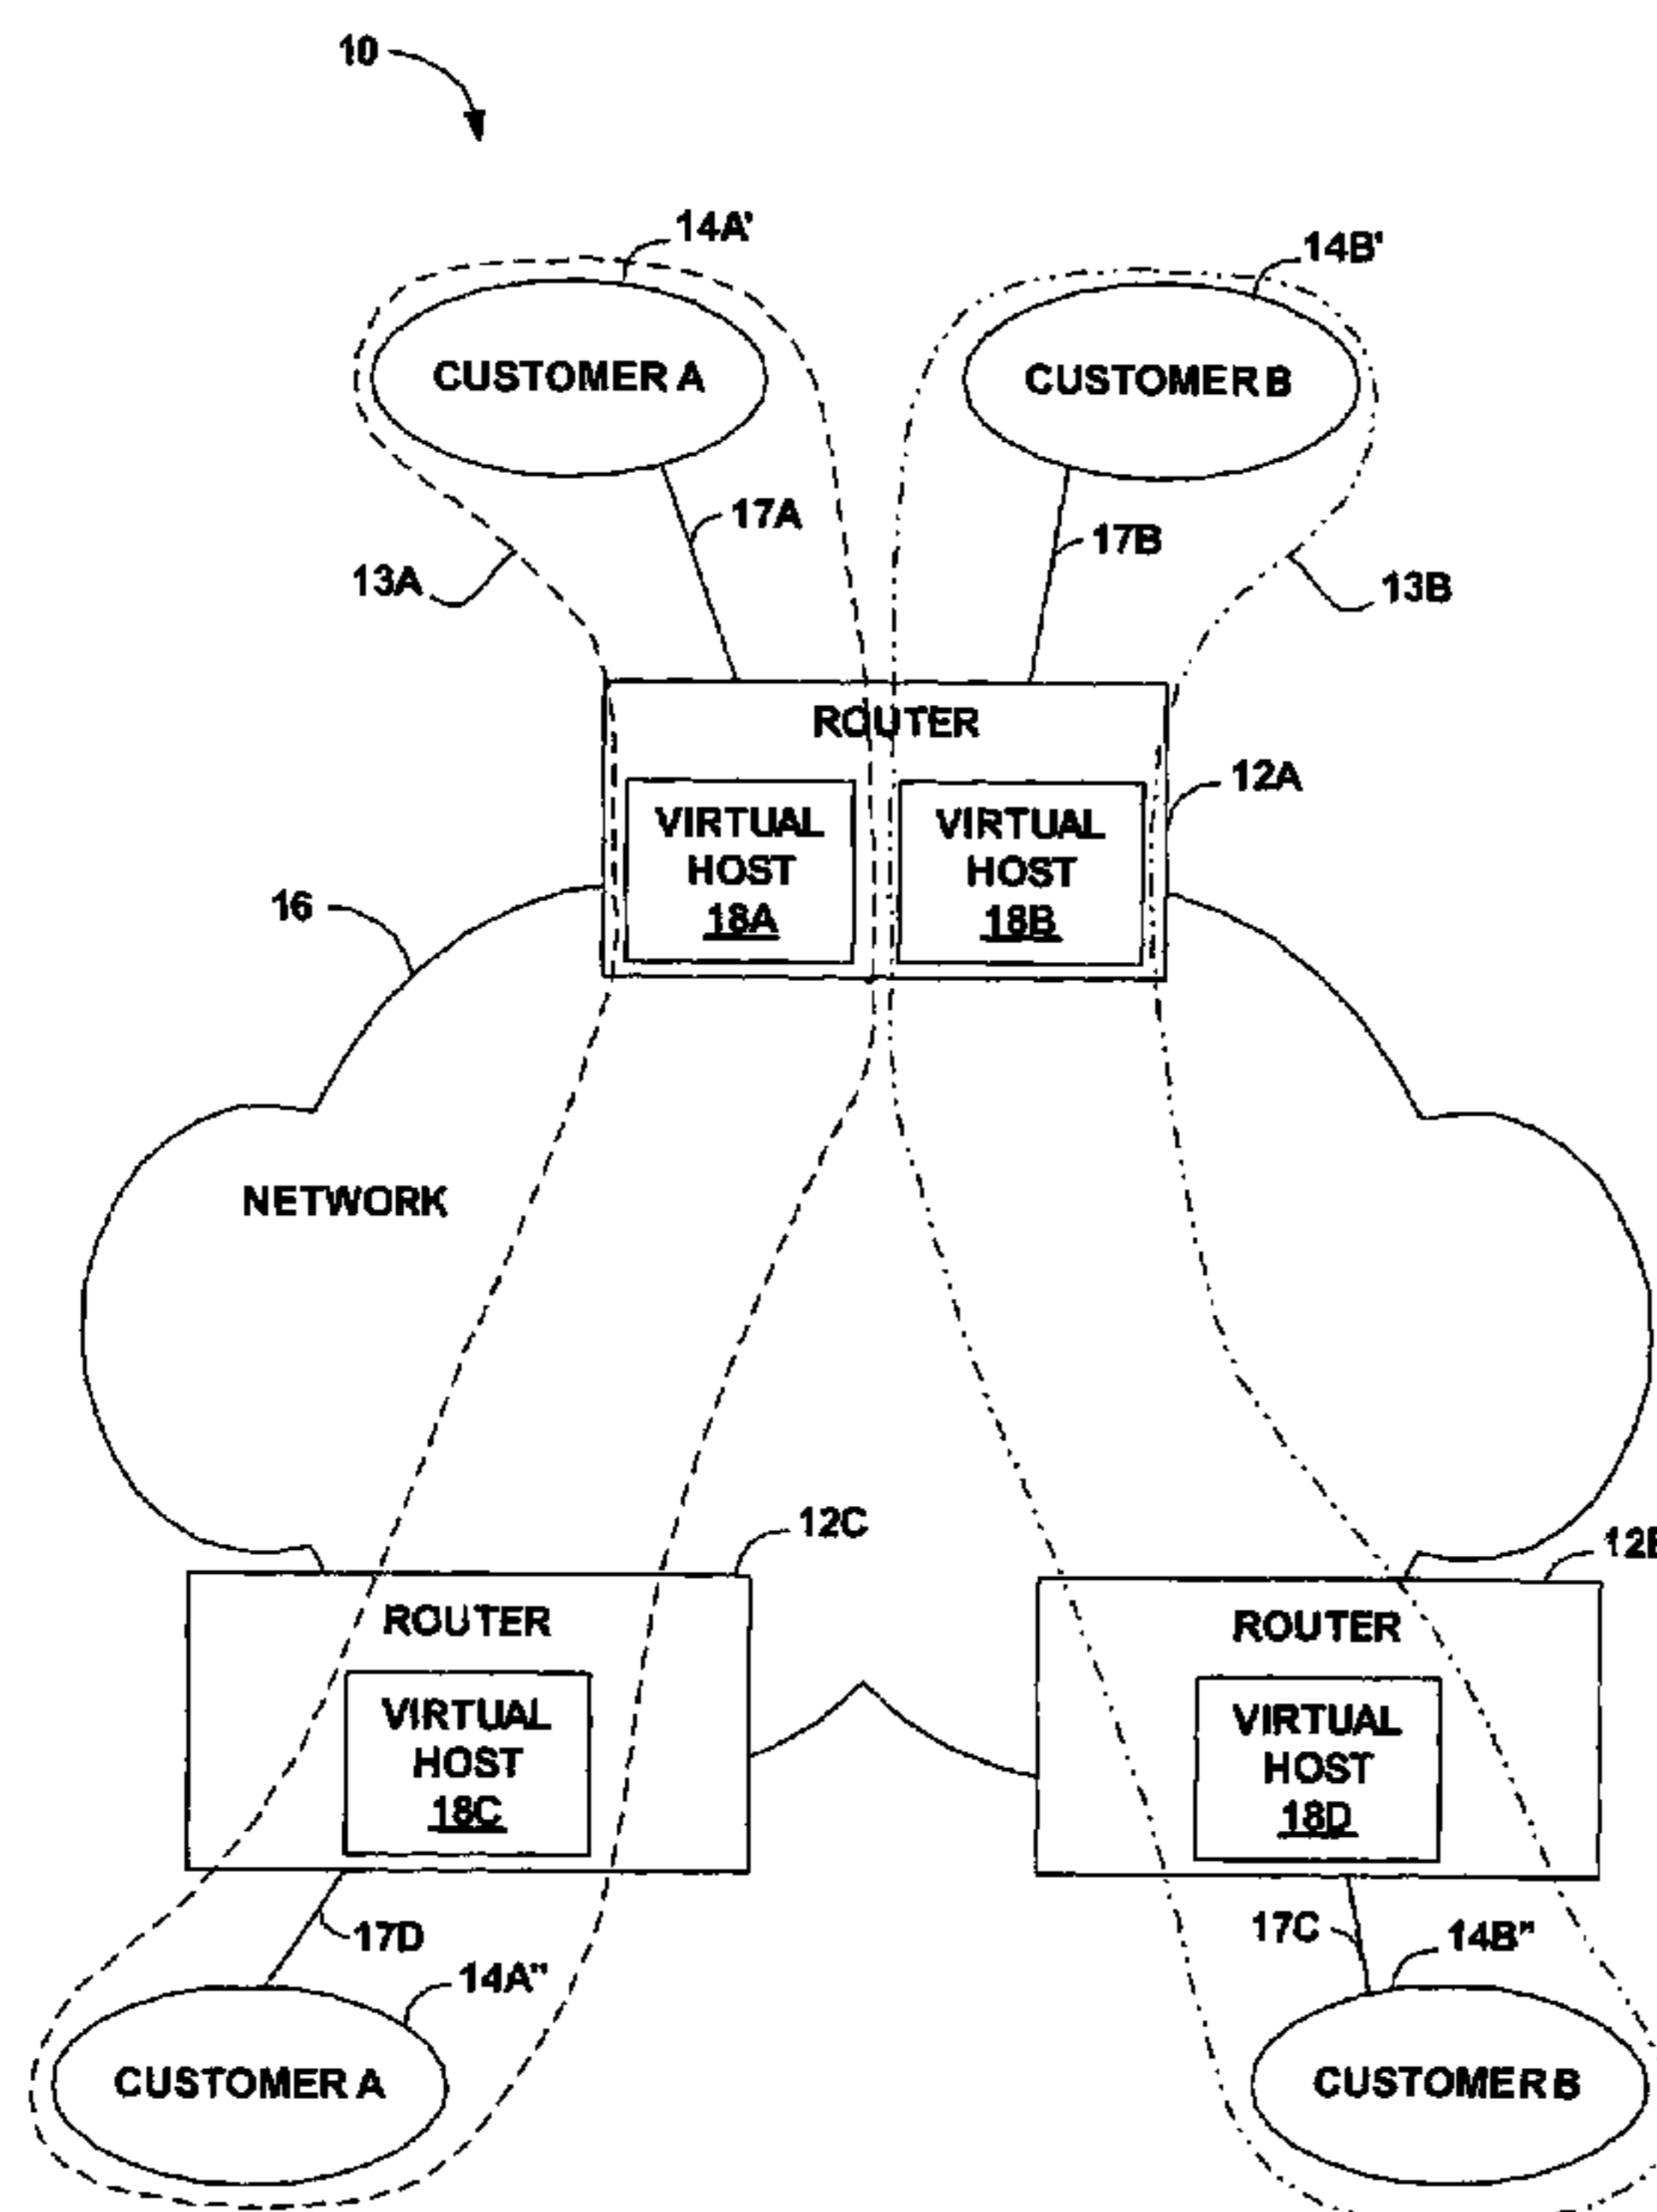 10
14A'
14B'
CUSTOMER A
CUSTOMER B
17A
17B
13A
13B
ROUTER
12A
VIRTUAL
HOST
18A
VIRTUAL
HOST
18B
16
NETWORK
12C
ROUTER
ROUTER
VIRTUAL
HOST
18C
VIRTUAL
HOST
18D
17D
17C
14B"
14A"
CUSTOMER A
CUSTOMER B